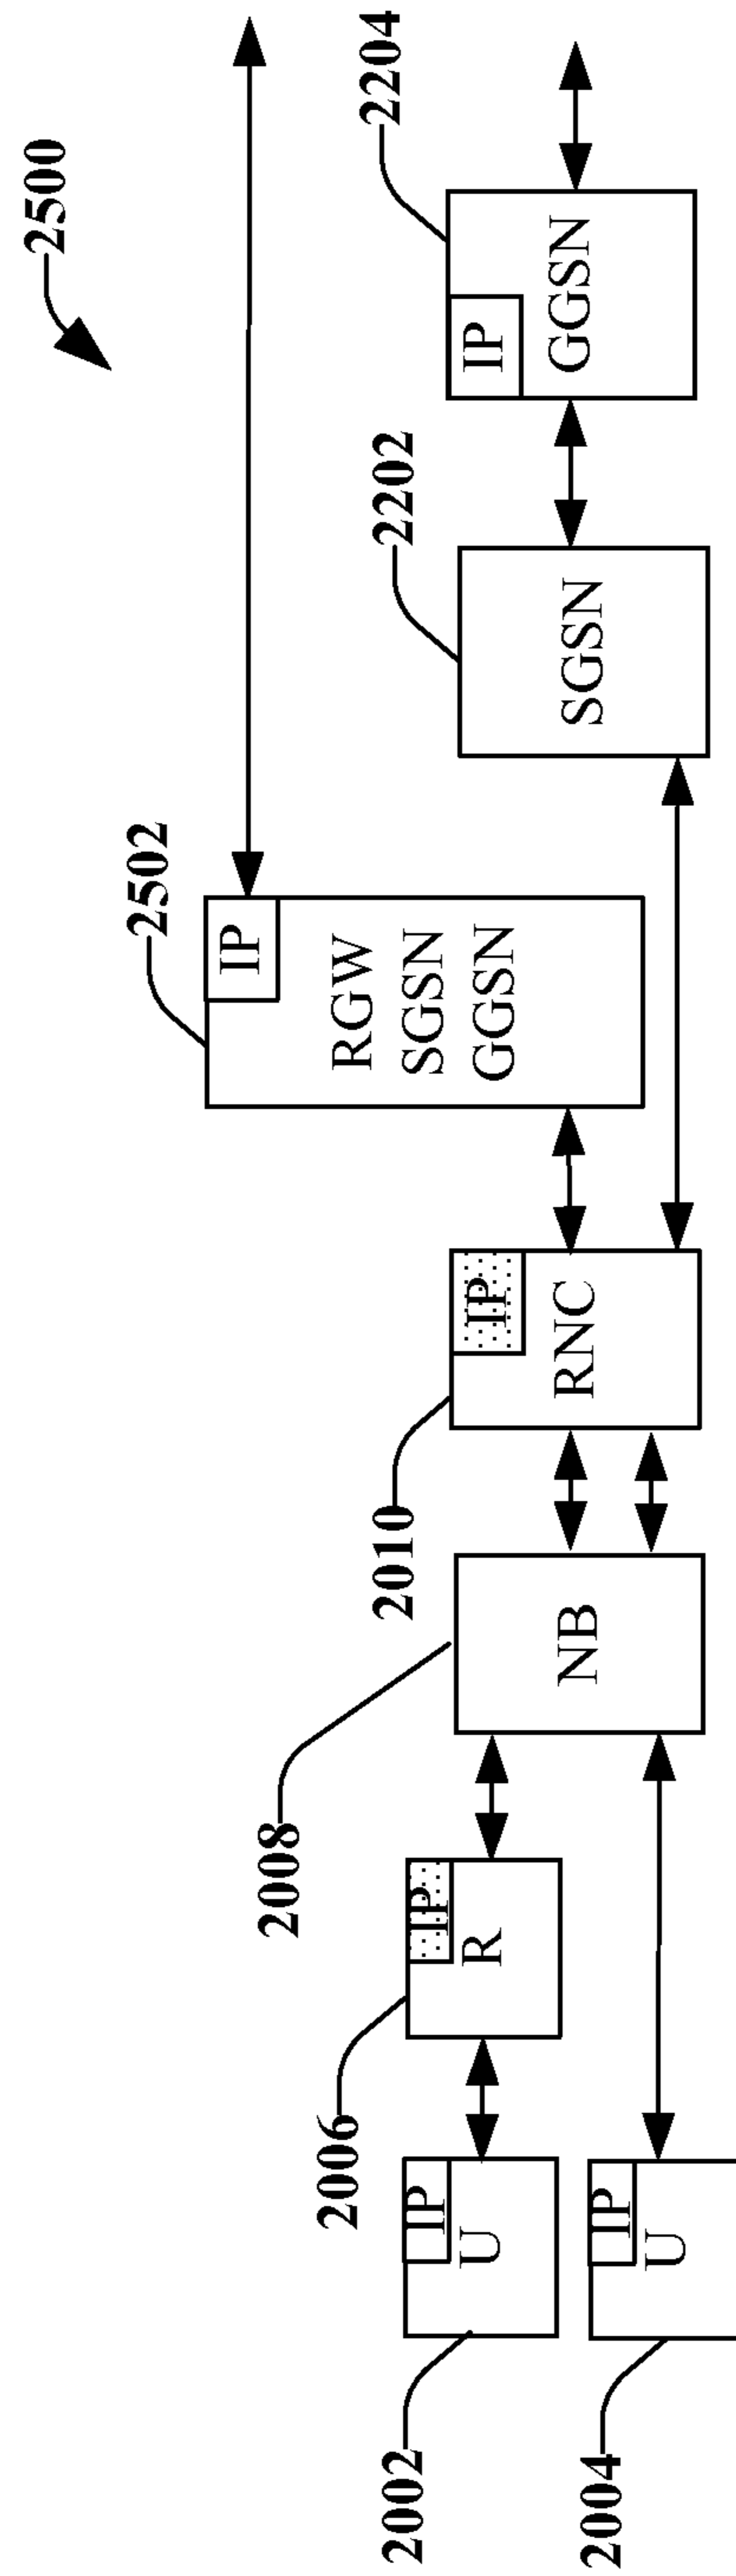 2500
2204
2202
2502
IP
GGSN
SGSN
IP
RGW
SGSN
GGSN
IP
RNC
2010
NB
2008
IP
R
2006
IP
U
2002
IP
U
2004